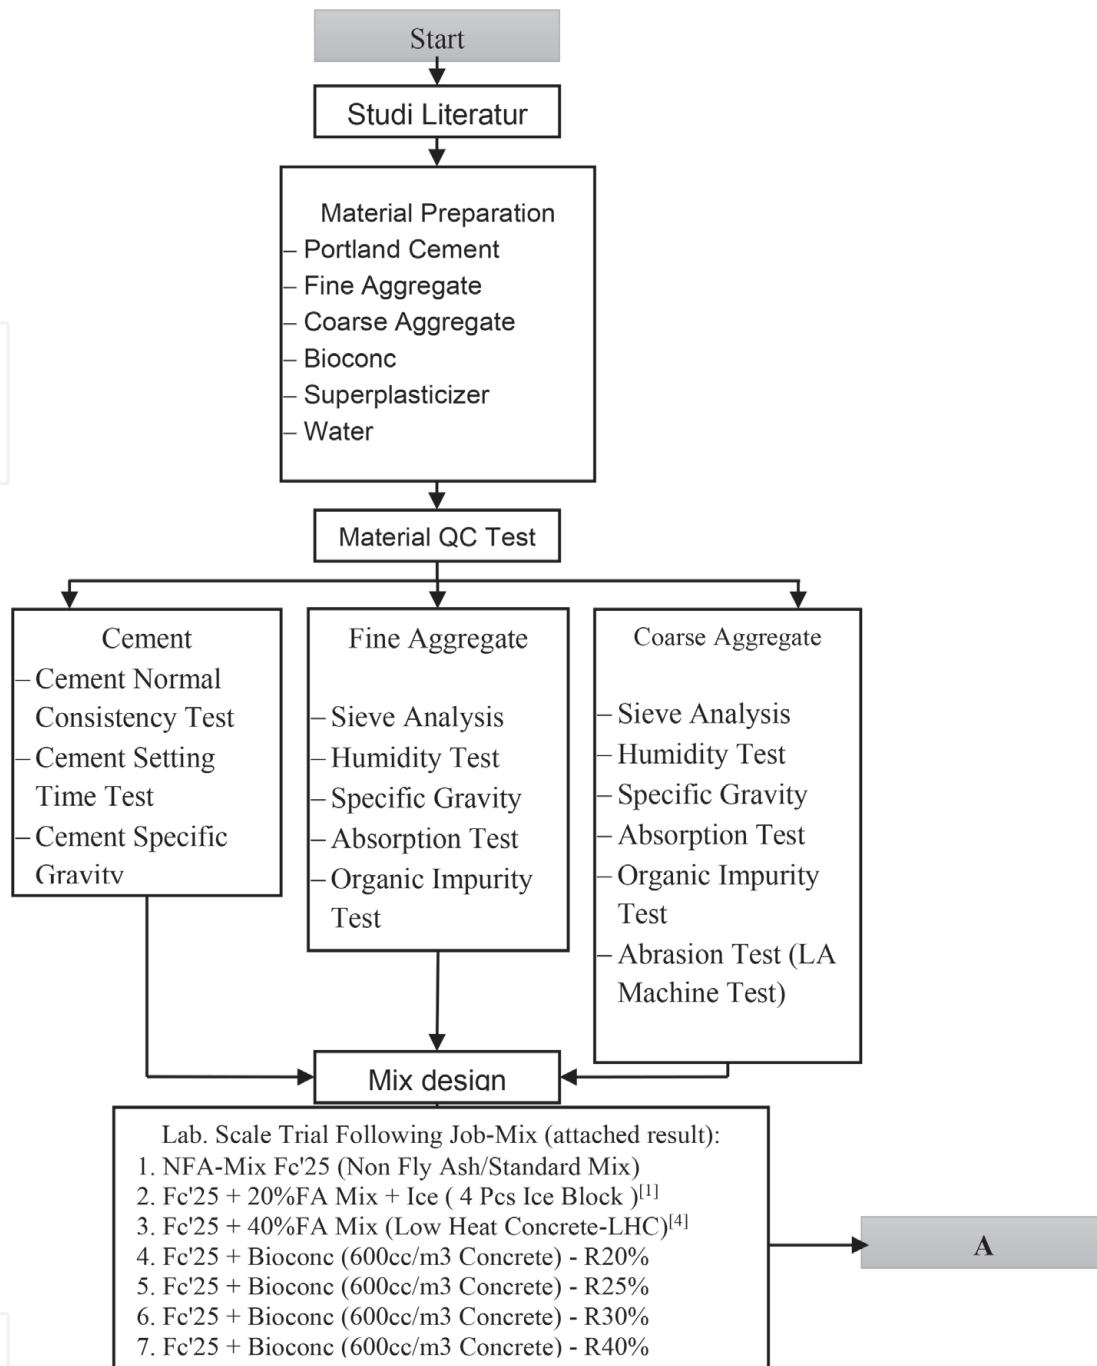 Start
Studi Literatur
Material Preparation
– Portland Cement
– Fine Aggregate
– Coarse Aggregate
– Bioconc
– Superplasticizer
– Water
Material QC Test
Cement
– Cement Normal
Consistency Test
– Cement Setting
Time Test
– Cement Specific
Gravity
Fine Aggregate
– Sieve Analysis
– Humidity Test
– Specific Gravity
– Absorption Test
– Organic Impurity
Test
Coarse Aggregate
– Sieve Analysis
– Humidity Test
– Specific Gravity
– Absorption Test
– Organic Impurity
Test
– Abrasion Test (LA
Machine Test)
Mix design
Lab. Scale Trial Following Job-Mix (attached result):
1. NFA-Mix Fc'25 (Non Fly Ash/Standard Mix)
2. Fc'25 + 20%FA Mix + Ice ( 4 Pcs Ice Block )[1]
3. Fc'25 + 40%FA Mix (Low Heat Concrete-LHC)[4]
4. Fc'25 + Bioconc (600cc/m3 Concrete) - R20%
5. Fc'25 + Bioconc (600cc/m3 Concrete) - R25%
6. Fc'25 + Bioconc (600cc/m3 Concrete) - R30%
7. Fc'25 + Bioconc (600cc/m3 Concrete) - R40%
A